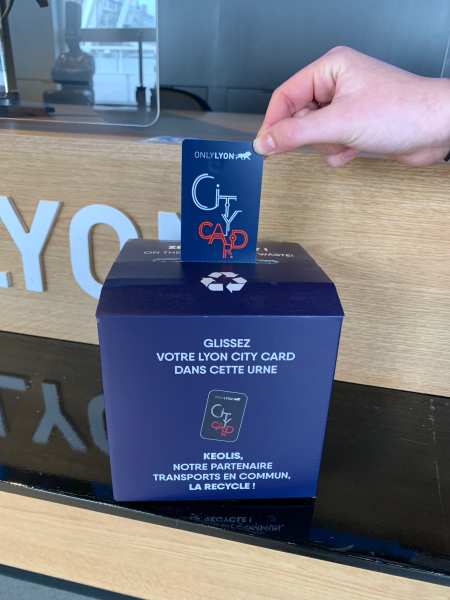 ONLYLYON
CITY
CARD
LYO
ON THE WASTE!
GLISSEZ
VOTRE LYON CITY CARD
DANS CETTE URNE
ONLYLYON
CITY
CARD
KEOLIS,
NOTRE PARTENAIRE
TRANSPORTS EN COMMUN,
LA RECYCLE !